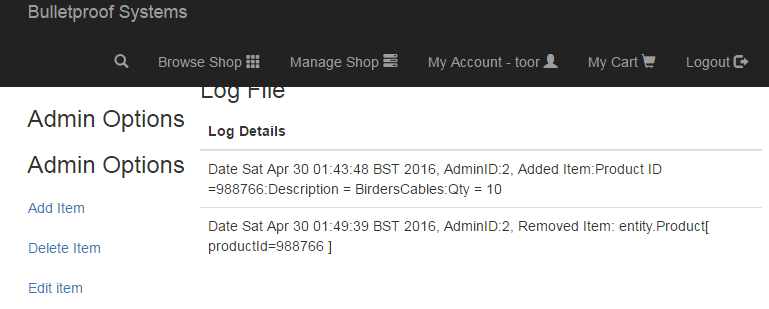 Bulletproof Systems
Browse Shop Manage Shop My Account - toor My Cart Logout
Log File
Admin Options
Log Details
Admin Options
Date Sat Apr 30 01:43:48 BST 2016, AdminID:2, Added Item:Product ID
=988766:Description = BirdersCables:Qty = 10
Add Item
Date Sat Apr 30 01:49:39 BST 2016, AdminID:2, Removed Item: entity.Product[
productId=988766 ]
Delete Item
Edit item